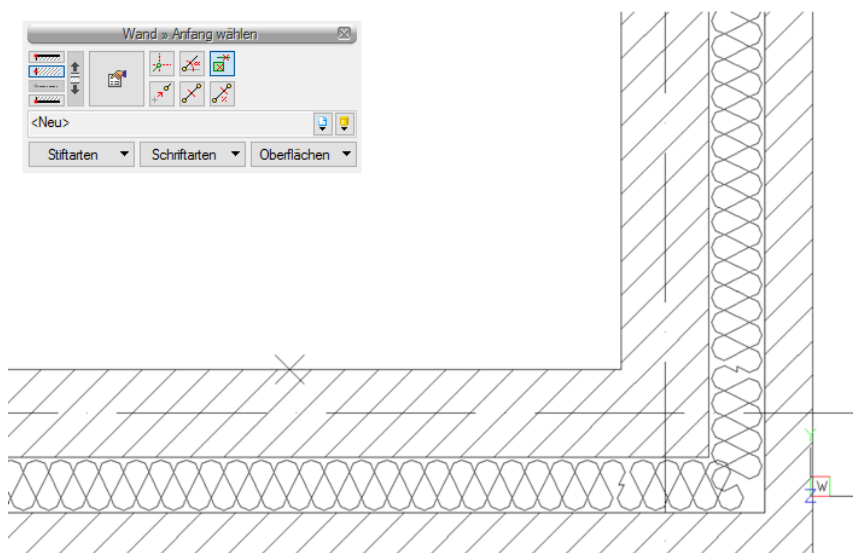 Wand » Anfang wählen
<Neu>
Stiftarten Schriftarten Oberflächen
Y
W
Z